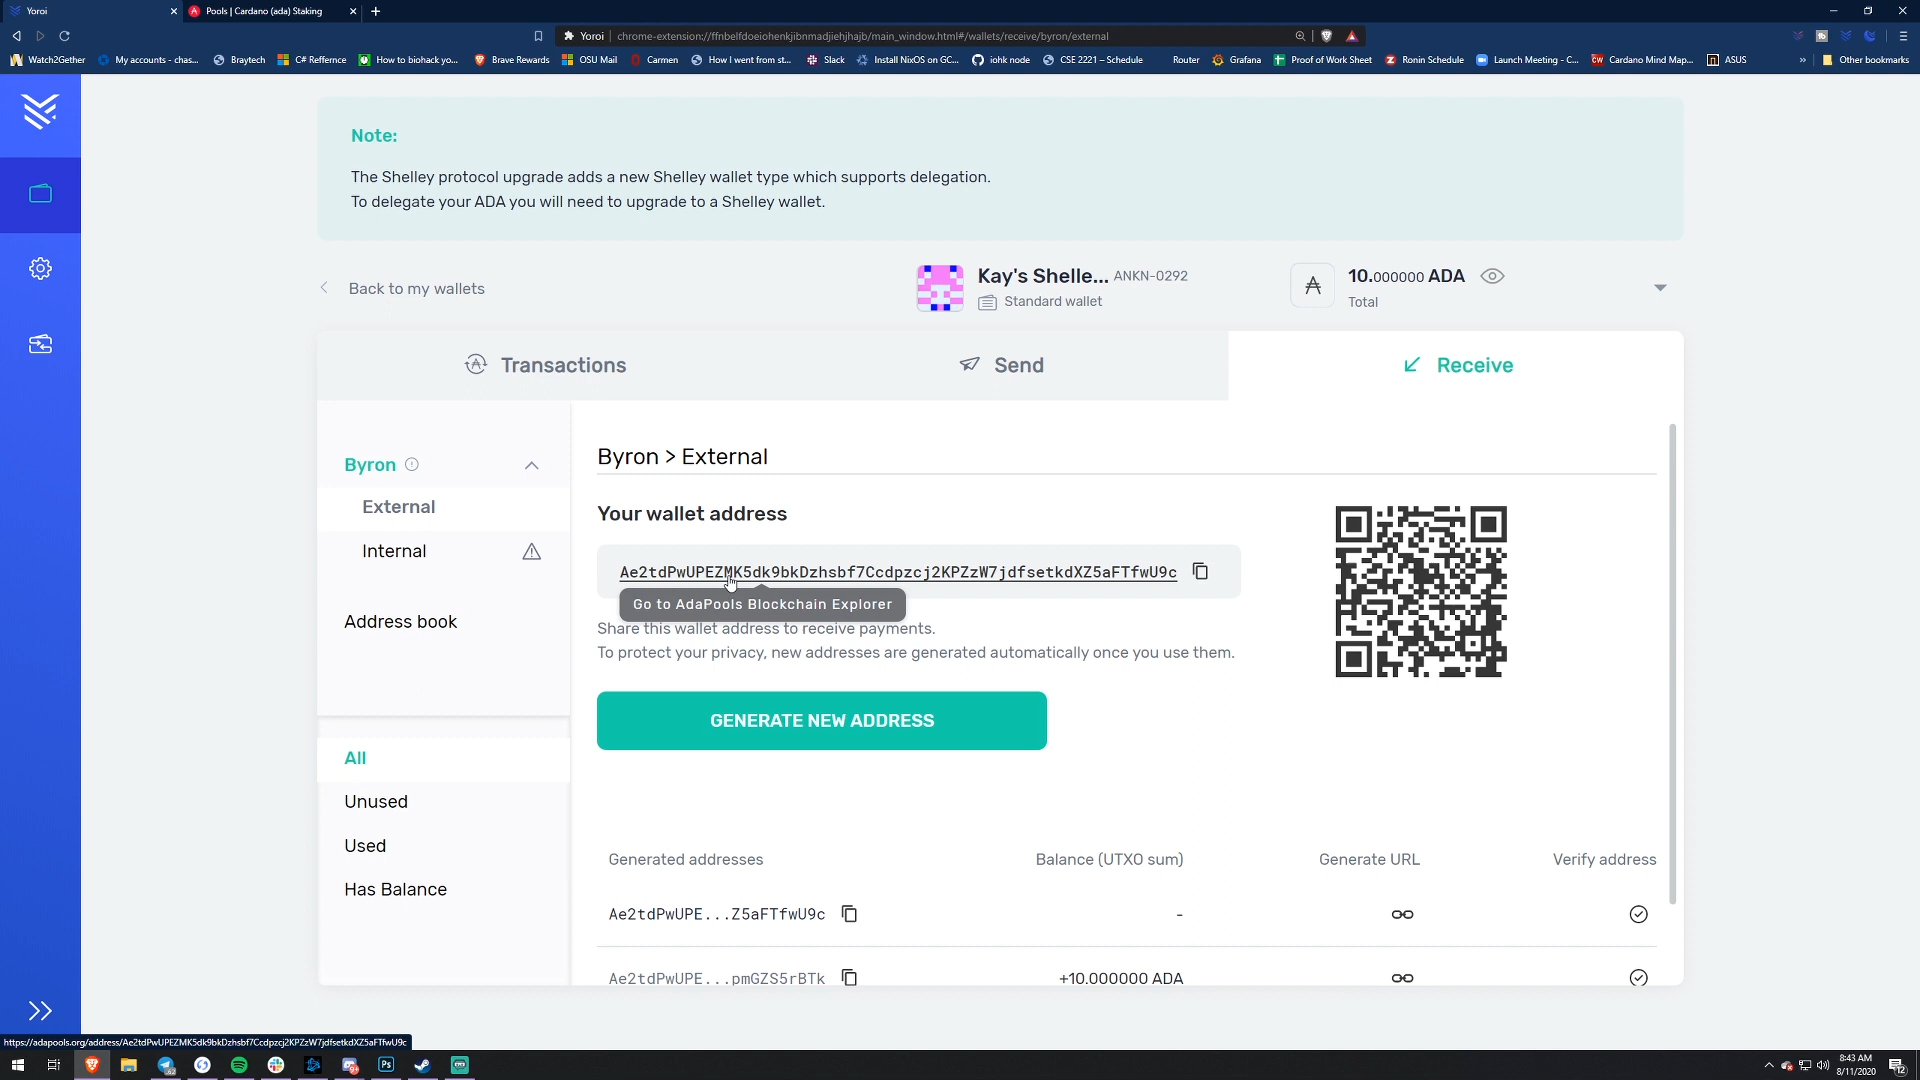 Yoroi
Pools | Cardano (ada) Staking
Yoroi
chrome-extension://ffnbelfdoeiohenkjibnmadjiehjhajb/main_window.html#/wallets/receive/byron/external
Watch2Gether
My accounts - chas...
Braytech
C# Reffernce
How to biohack yo...
Brave Rewards
OSU Mail
Carmen
How I went from st...
Slack
Install NixOS on GC...
iohk node
CSE 2221 – Schedule
Router
Grafana
Proof of Work Sheet
Ronin Schedule
Launch Meeting - C...
Cardano Mind Map...
ASUS
»
Other bookmarks
Note:
The Shelley protocol upgrade adds a new Shelley wallet type which supports delegation.
To delegate your ADA you will need to upgrade to a Shelley wallet.
Back to my wallets
Kay's Shelle... ANKN-0292
Standard wallet
10.000000 ADA
Total
Transactions
Send
Receive
Byron
External
Internal
Address book
All
Unused
Used
Has Balance
Byron > External
Your wallet address
Ae2tdPwUPEZMK5dk9bkDzhsbf7Ccdpzcj2KPZzW7jdfsetkdXZ5aFTfwU9c
Go to AdaPools Blockchain Explorer
Share this wallet address to receive payments.
To protect your privacy, new addresses are generated automatically once you use them.
GENERATE NEW ADDRESS
Generated addresses Balance (UTXO sum) Generate URL Verify address
Ae2tdPwUPE...Z5aFTfwU9c -
Ae2tdPwUPE...pmGZS5rBTk +10.000000 ADA
https://adapools.org/address/Ae2tdPwUPEZMK5dk9bkDzhsbf7Ccdpzcj2KPZzW7jdfsetkdXZ5aFTfwU9c
62
9+
Ps
8:43 AM
8/11/2020
12